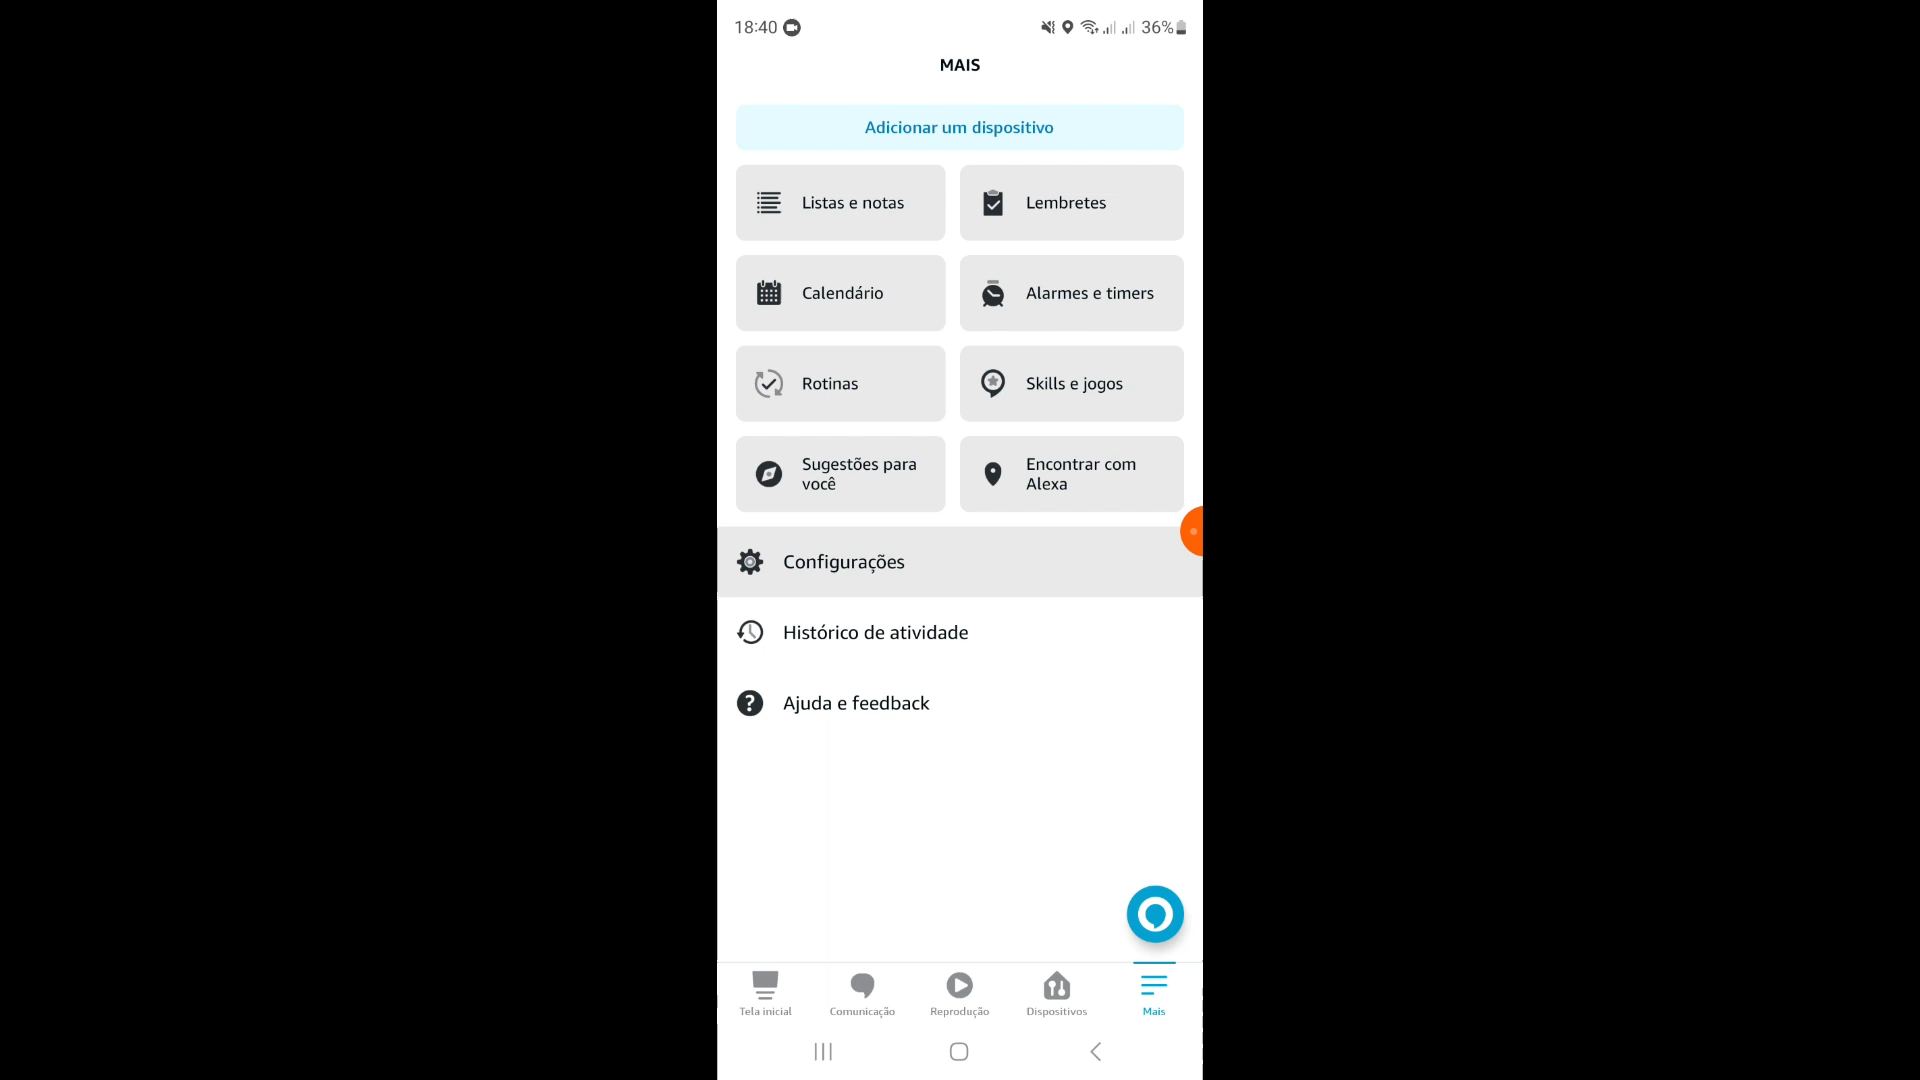 18:40 36%
MAIS
Adicionar um dispositivo
Listas e notas
Lembretes
Calendário
Alarmes e timers
Rotinas
Skills e jogos
Sugestões para
você
Encontrar com
Alexa
Configurações
Histórico de atividade
Ajuda e feedback
Tela inicial
Comunicação
Reprodução
Dispositivos
Mais